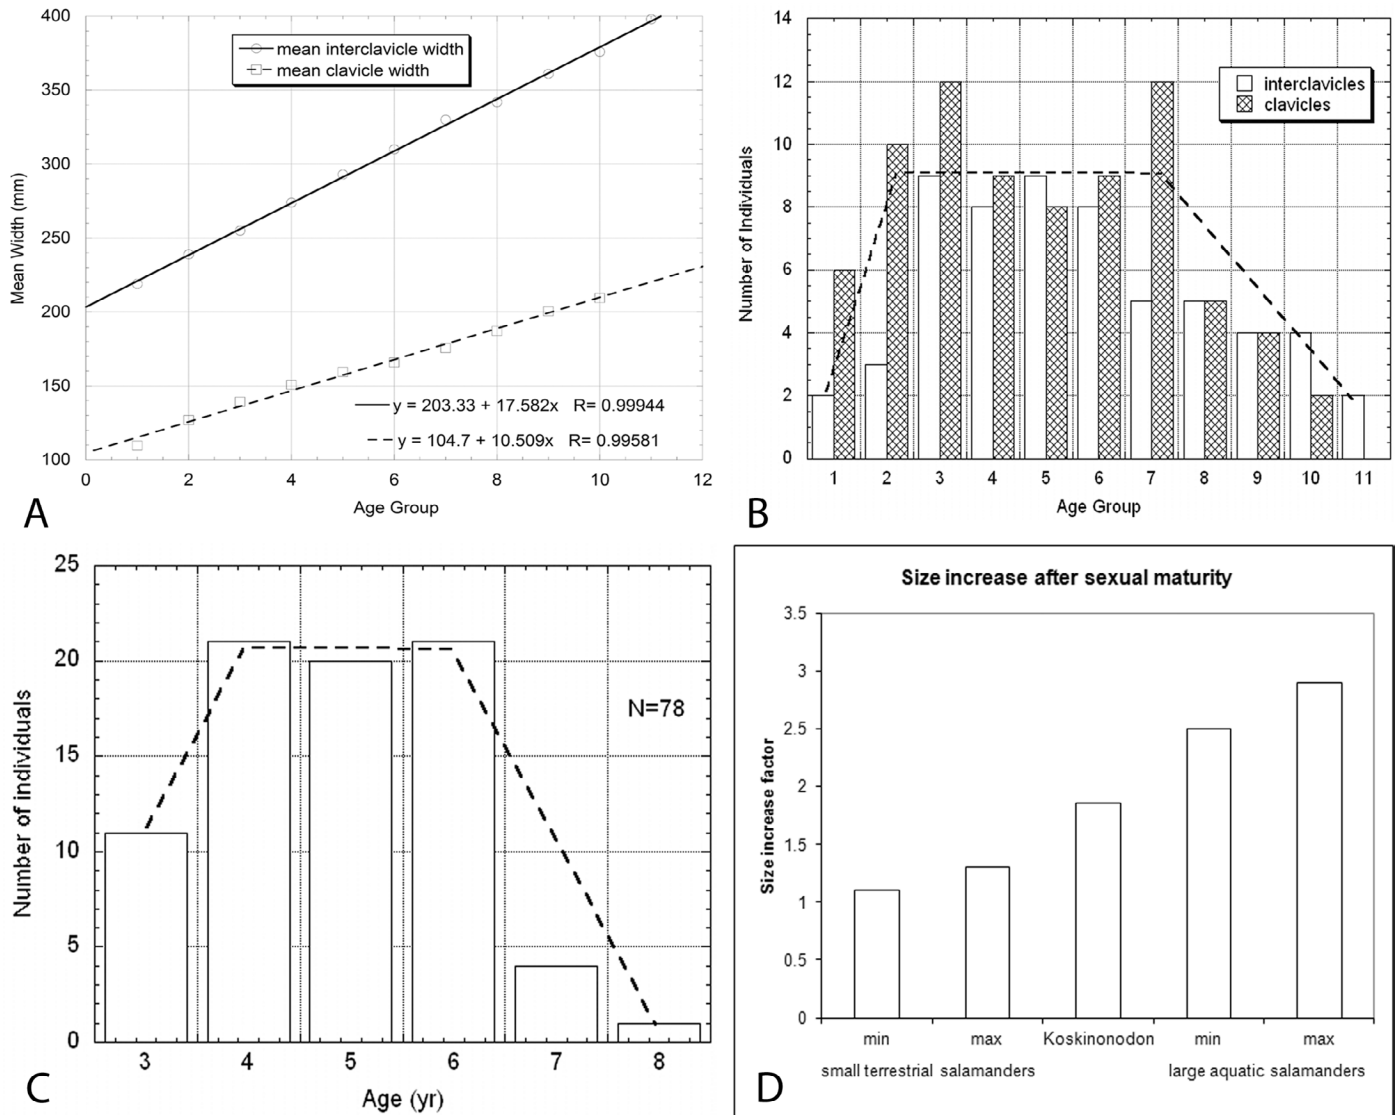 400
350
300
250
200
150
100
Mean Width (mm)
mean interclavicle width
mean clavicle width
y = 203.33 + 17.582x R= 0.99944
y = 104.7 + 10.509x R= 0.99581
0 2 4 6 8 10 12
Age Group
A
14
12
10
8
6
4
2
0
Number of Individuals
interclavicles
clavicles
1 2 3 4 5 6 7 8 9 10 11
Age Group
B
25
20
15
10
5
0
Number of individuals
N=78
3 4 5 6 7 8
Age (yr)
C
Size increase after sexual maturity
3.5
3
2.5
2
1.5
1
0.5
0
Size increase factor
min max Koskinonodon min max
small terrestrial salamanders large aquatic salamanders
D